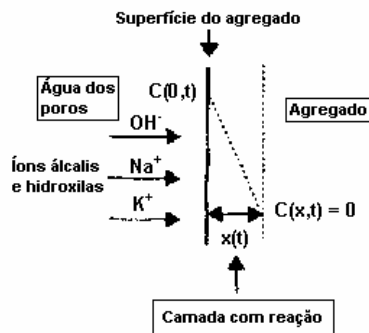 Superfície do agregado
Água dos
poros
C(0,t)
Agregado
OH⁻
Íons álcalis
e hidroxilas
Na⁺
K⁺
C(x,t) = 0
x(t)
Camada com reação